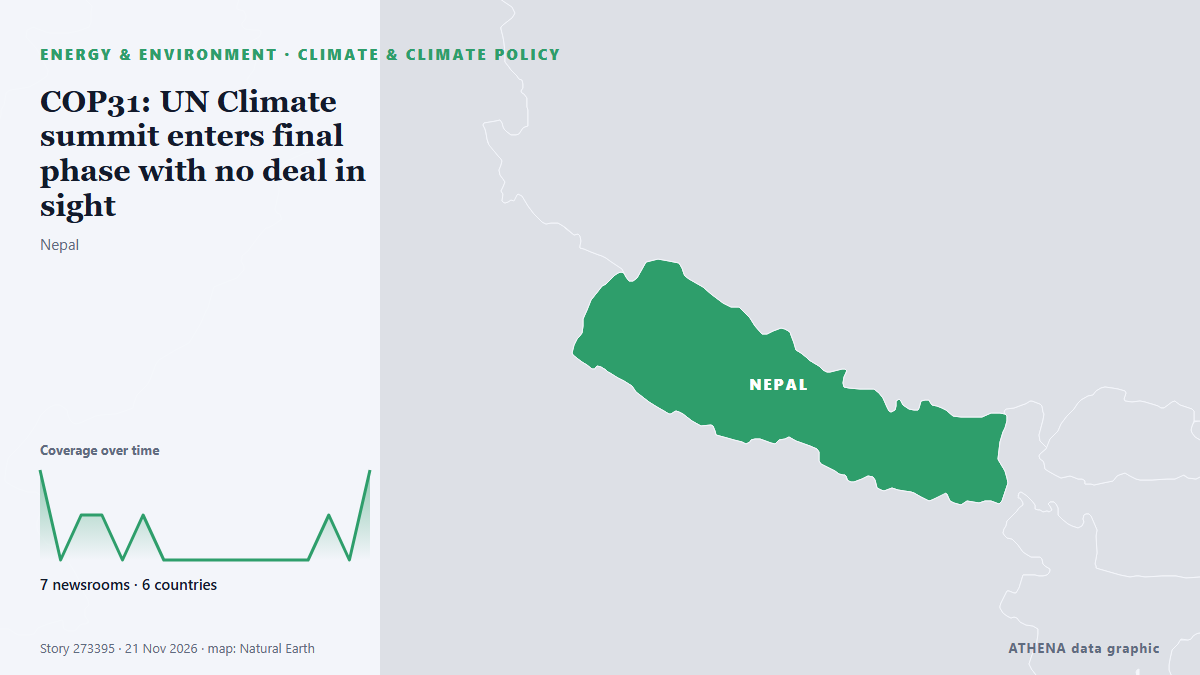 ENERGY & ENVIRONMENT · CLIMATE & CLIMATE POLICY
COP31: UN Climate
summit enters final
phase with no deal in
sight
Nepal
NEPAL
Coverage over time
7 newsrooms · 6 countries
Story 273395 · 21 Nov 2026 · map: Natural Earth
ATHENA data graphic